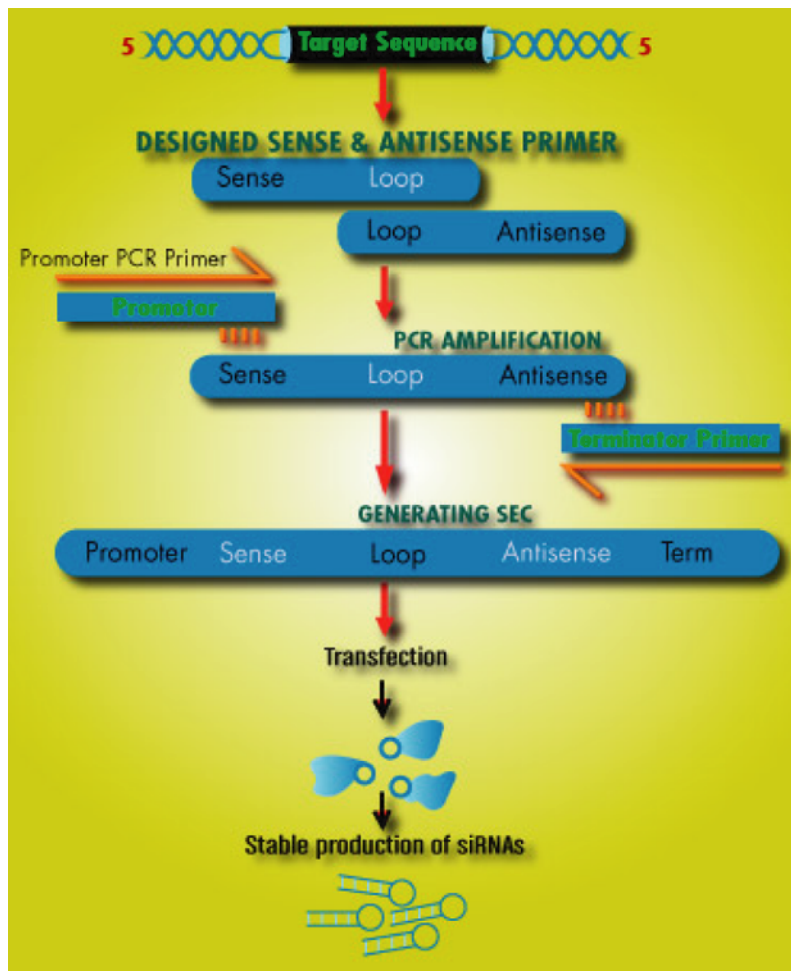 5 Target Sequence 5
DESIGNED SENSE & ANTISENSE PRIMER
Sense Loop
Loop Antisense
Promoter PCR Primer
Promotor
PCR AMPLIFICATION
Sense Loop Antisense
Terminator Primer
GENERATING SEC
Promoter Sense Loop Antisense Term
Transfection
Stable production of siRNAs